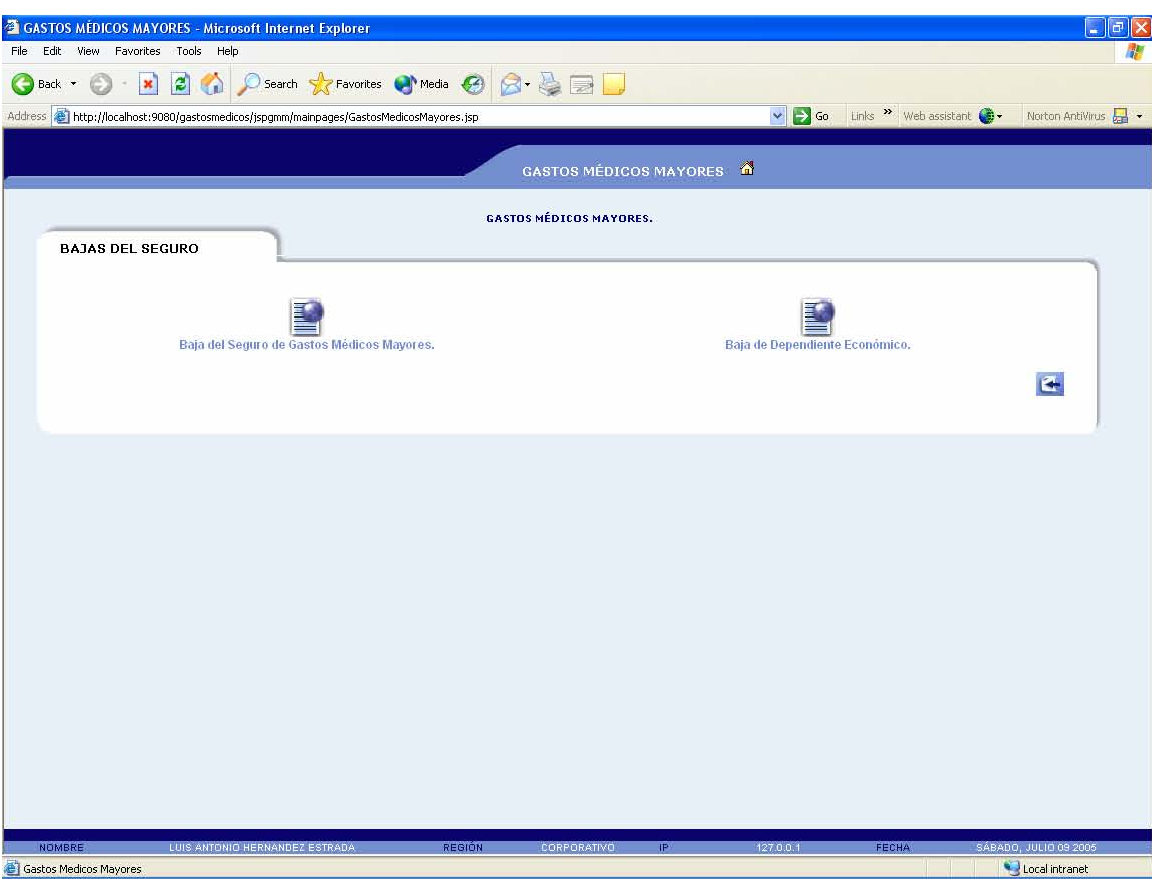 GASTOS MÉDICOS MAYORES - Microsoft Internet Explorer
File Edit View Favorites Tools Help
Back Search Favorites Media
Address http://localhost:9080/gastosmedicos/jspgmm/mainpages/GastosMedicosMayores.jsp Go Links » Web assistant Norton AntiVirus
GASTOS MÉDICOS MAYORES
GASTOS MÉDICOS MAYORES.
BAJAS DEL SEGURO
Baja del Seguro de Gastos Médicos Mayores. Baja de Dependiente Económico.
NOMBRE LUIS ANTONIO HERNANDEZ ESTRADA REGIÓN CORPORATIVO IP 127.0.0.1 FECHA SÁBADO, JULIO 09 2005
Gastos Medicos Mayores Local intranet